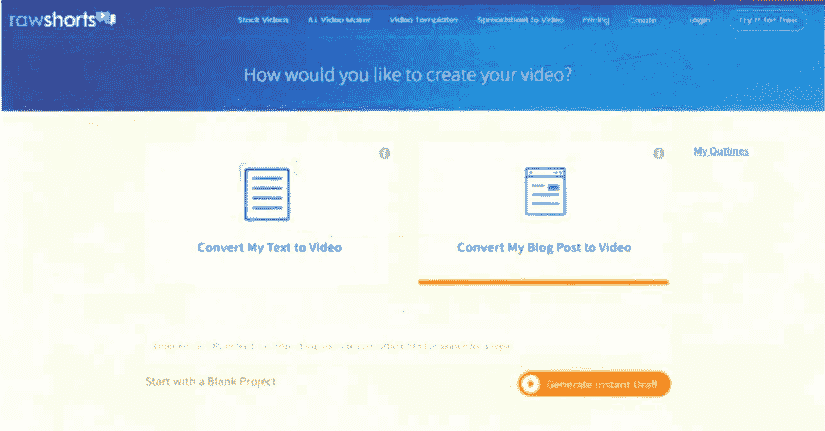 rawshorts
Stock Videos A.I. Video Maker Video Templates Spreadsheet to Video Pricing Create Login Try It for Free
How would you like to create your video?
My Outlines
Convert My Text to Video Convert My Blog Post to Video
Start with a Blank Project Generate Instant Draft